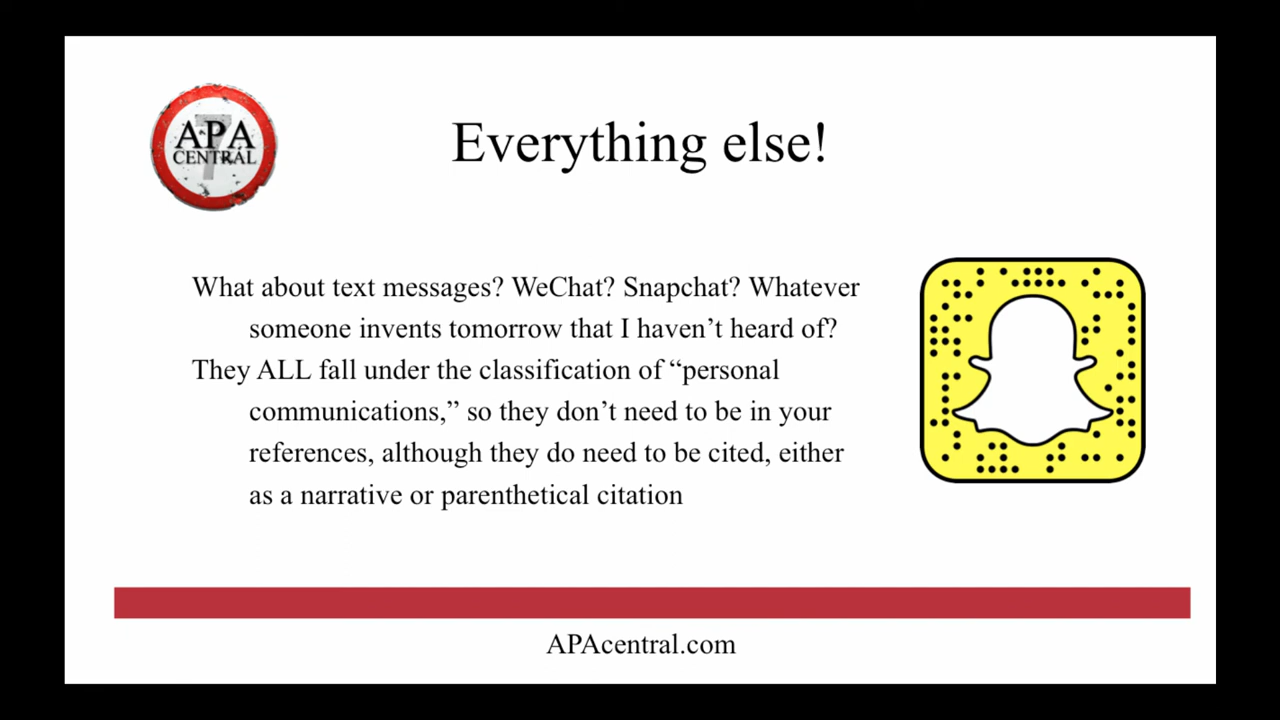 7
APA
CENTRAL
Everything else!
What about text messages? WeChat? Snapchat? Whatever
someone invents tomorrow that I haven’t heard of?
They ALL fall under the classification of “personal
communications,” so they don’t need to be in your
references, although they do need to be cited, either
as a narrative or parenthetical citation
APAcentral.com